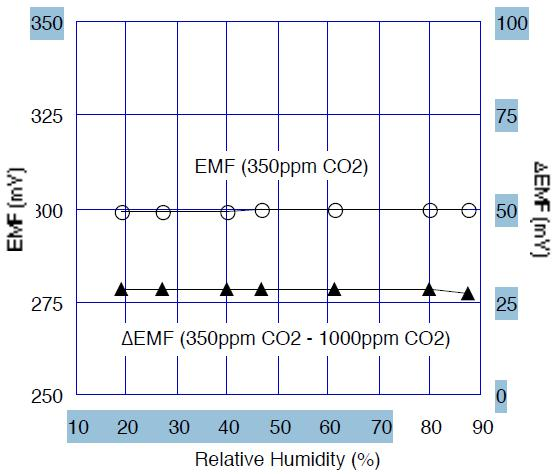 350
100
325
75
EMF (350ppm CO2)
EMF (mV)
ΔEMF (mV)
300
50
275
25
ΔEMF (350ppm CO2 - 1000ppm CO2)
250
0
10 20 30 40 50 60 70 80 90
Relative Humidity (%)